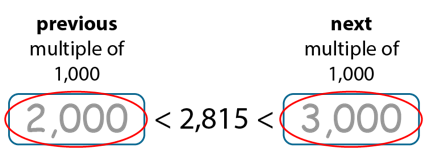 previous
multiple of
1,000
next
multiple of
1,000
2,000 < 2,815 < 3,000